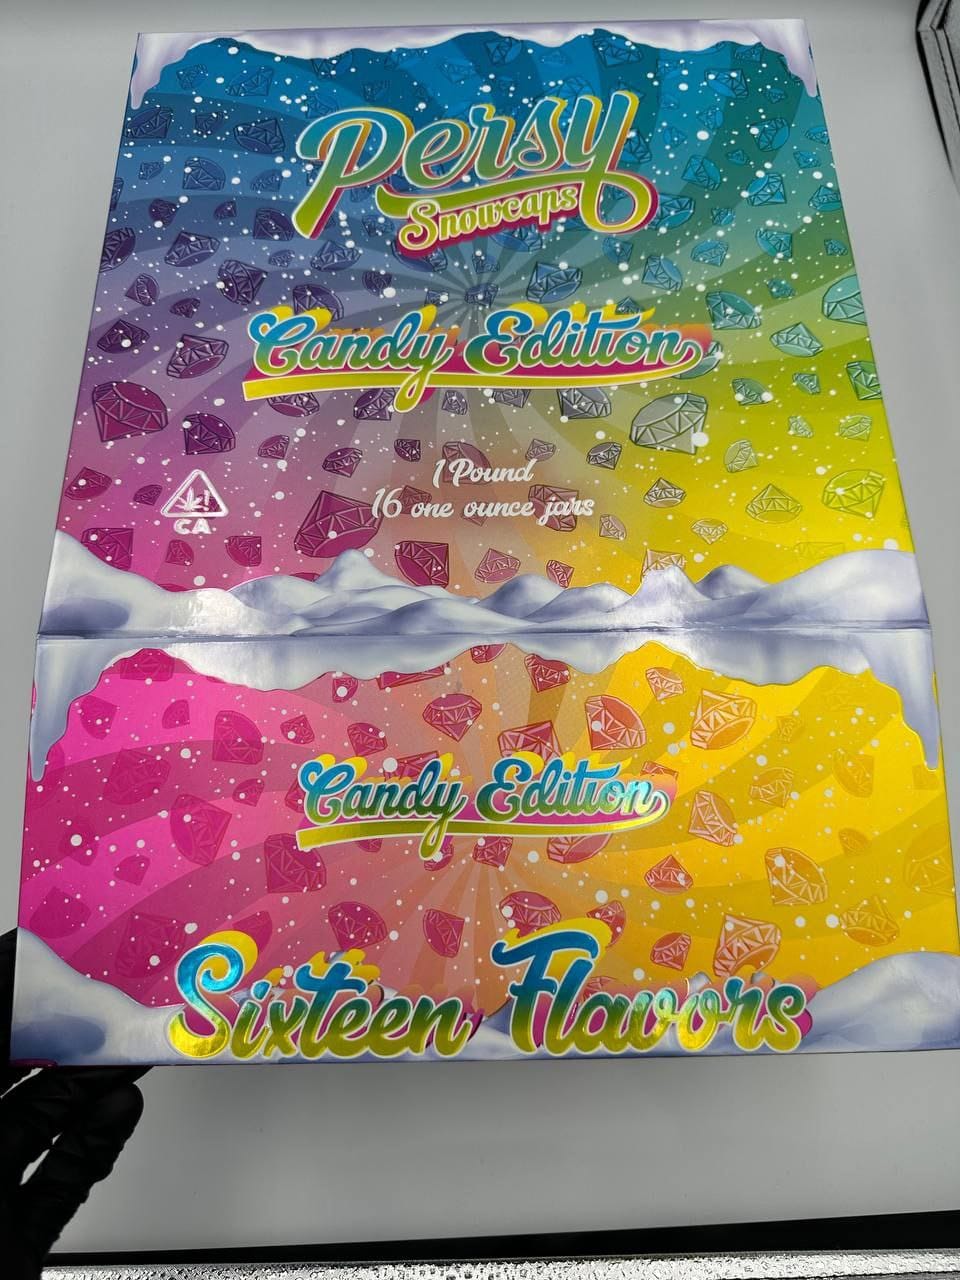 Persy
Snowcaps
Candy Edition
1 Pound
16 one ounce jars
CA
Candy Edition
Sixteen Flavors